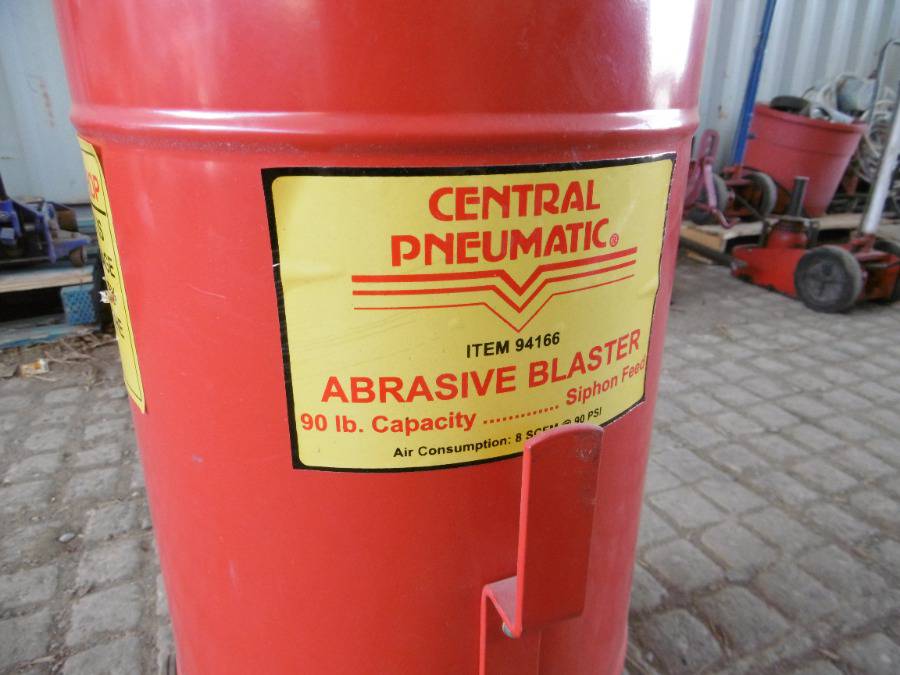 CENTRAL
PNEUMATIC®
ITEM 94166
ABRASIVE BLASTER
90 lb. Capacity ............. Siphon Feed
Air Consumption: 8 SCFM @ 90 PSI